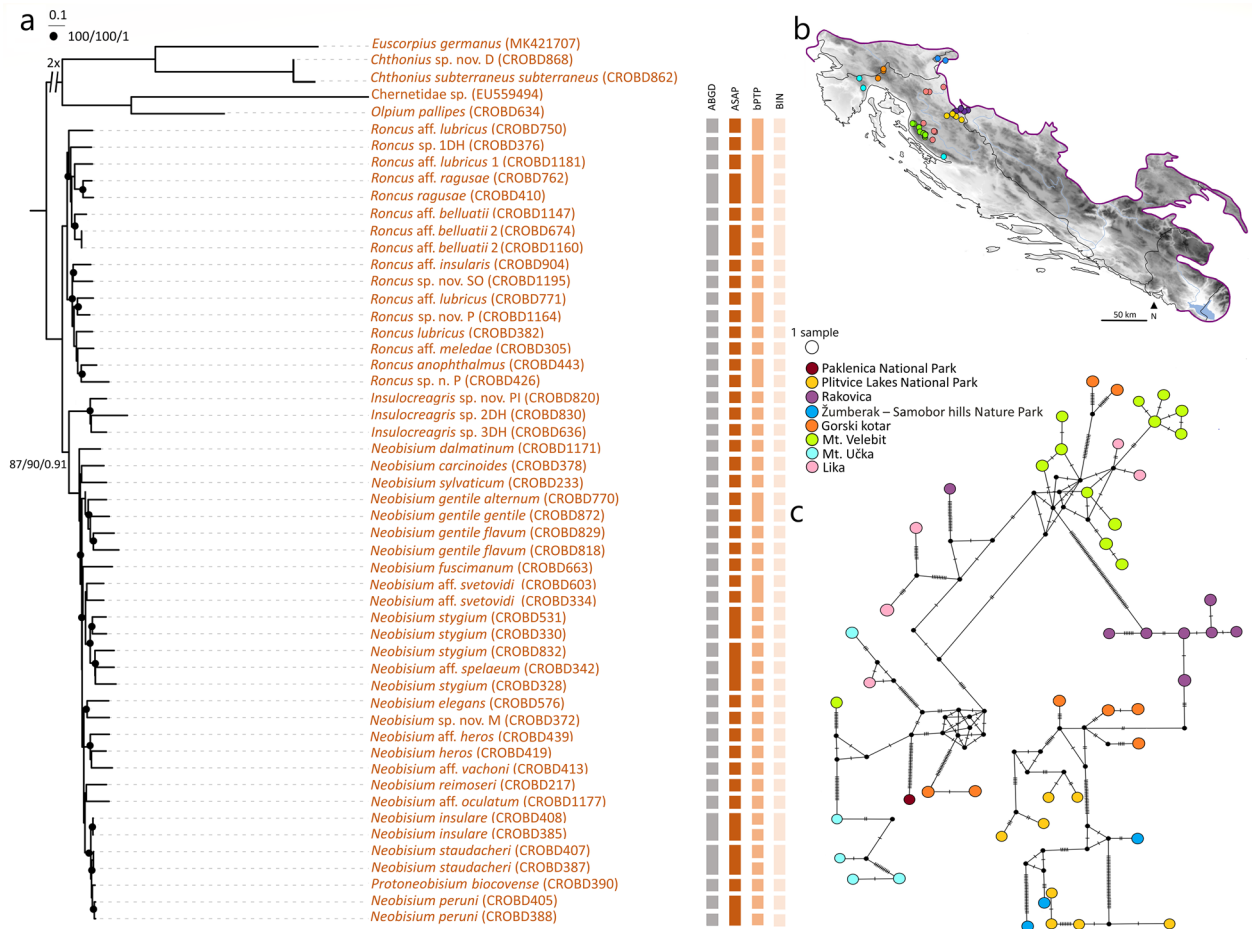 a
0.1
100/100/1
2x
87/90/0.91
Euscorpius germanus (MK421707)
Chthonius sp. nov. D (CROBD868)
Chthonius subterraneus subterraneus (CROBD862)
Chernetidae sp. (EU559494)
Olpium pallipes (CROBD634)
Roncus aff. lubricus (CROBD750)
Roncus sp. 1DH (CROBD376)
Roncus aff. lubricus 1 (CROBD1181)
Roncus aff. ragusae (CROBD762)
Roncus ragusae (CROBD410)
Roncus aff. belluatii (CROBD1147)
Roncus aff. belluatii 2 (CROBD674)
Roncus aff. belluatii 2 (CROBD1160)
Roncus aff. insularis (CROBD904)
Roncus sp. nov. SO (CROBD1195)
Roncus aff. lubricus (CROBD771)
Roncus sp. nov. P (CROBD1164)
Roncus lubricus (CROBD382)
Roncus aff. meledae (CROBD305)
Roncus anophthalmus (CROBD443)
Roncus sp. n. P (CROBD426)
Insulocreagris sp. nov. PI (CROBD820)
Insulocreagris sp. 2DH (CROBD830)
Insulocreagris sp. 3DH (CROBD636)
Neobisium dalmatinum (CROBD1171)
Neobisium carcinoides (CROBD378)
Neobisium sylvaticum (CROBD233)
Neobisium gentile alternum (CROBD770)
Neobisium gentile gentile (CROBD872)
Neobisium gentile flavum (CROBD829)
Neobisium gentile flavum (CROBD818)
Neobisium fuscimanum (CROBD663)
Neobisium aff. svetovidi (CROBD603)
Neobisium aff. svetovidi (CROBD334)
Neobisium stygium (CROBD531)
Neobisium stygium (CROBD330)
Neobisium stygium (CROBD832)
Neobisium aff. spelaeum (CROBD342)
Neobisium stygium (CROBD328)
Neobisium elegans (CROBD576)
Neobisium sp. nov. M (CROBD372)
Neobisium aff. heros (CROBD439)
Neobisium heros (CROBD419)
Neobisium aff. vachoni (CROBD413)
Neobisium reimoseri (CROBD217)
Neobisium aff. oculatum (CROBD1177)
Neobisium insulare (CROBD408)
Neobisium insulare (CROBD385)
Neobisium staudacheri (CROBD407)
Neobisium staudacheri (CROBD387)
Protoneobisium biocovense (CROBD390)
Neobisium peruni (CROBD405)
Neobisium peruni (CROBD388)
ABGD
ASAP
bPTP
BIN
b
50 km
N
1 sample
Paklenica National Park
Plitvice Lakes National Park
Rakovica
Žumberak – Samobor hills Nature Park
Gorski kotar
Mt. Velebit
Mt. Učka
Lika
c